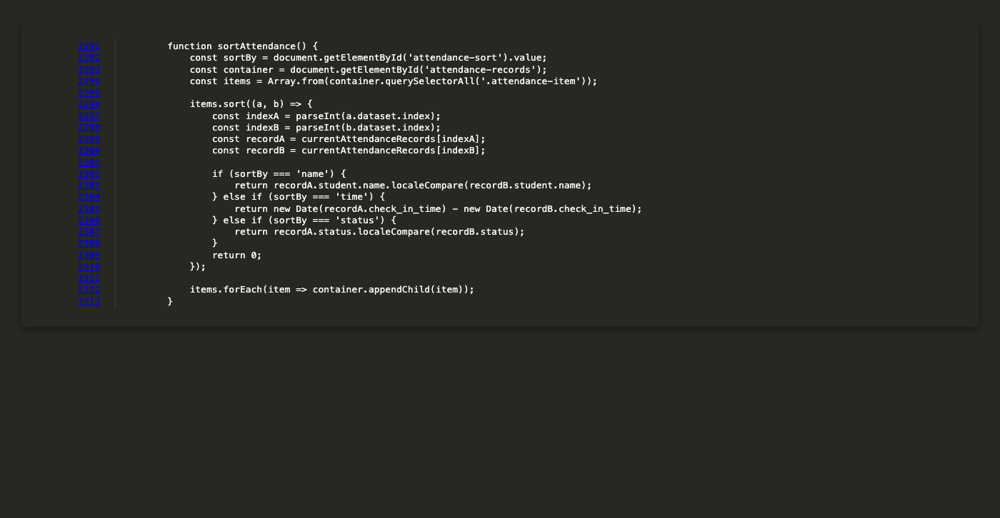 2291 function sortAttendance() {
2292 const sortBy = document.getElementById('attendance-sort').value;
2293 const container = document.getElementById('attendance-records');
2294 const items = Array.from(container.querySelectorAll('.attendance-item'));
2295
2296 items.sort((a, b) => {
2297 const indexA = parseInt(a.dataset.index);
2298 const indexB = parseInt(b.dataset.index);
2299 const recordA = currentAttendanceRecords[indexA];
2300 const recordB = currentAttendanceRecords[indexB];
2301
2302 if (sortBy === 'name') {
2303 return recordA.student.name.localeCompare(recordB.student.name);
2304 } else if (sortBy === 'time') {
2305 return new Date(recordA.check_in_time) - new Date(recordB.check_in_time);
2306 } else if (sortBy === 'status') {
2307 return recordA.status.localeCompare(recordB.status);
2308 }
2309 return 0;
2310 });
2311
2312 items.forEach(item => container.appendChild(item));
2313 }